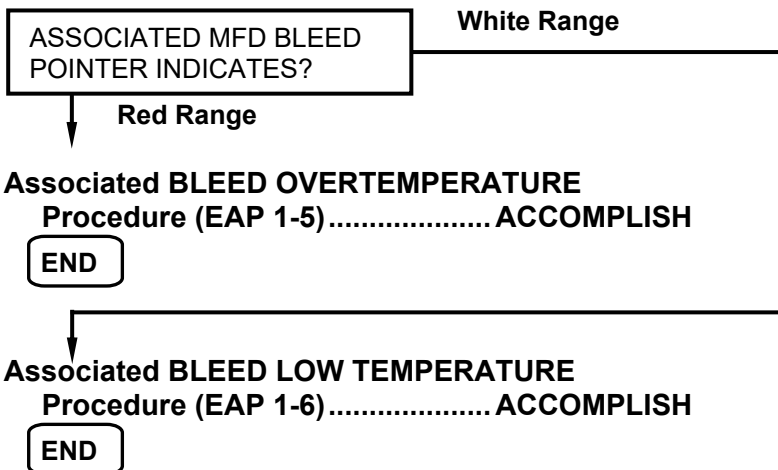 ASSOCIATED MFD BLEED
POINTER INDICATES?
White Range
Red Range
Associated BLEED OVERTEMPERATURE
Procedure (EAP 1-5).................... ACCOMPLISH
END
Associated BLEED LOW TEMPERATURE
Procedure (EAP 1-6).................... ACCOMPLISH
END